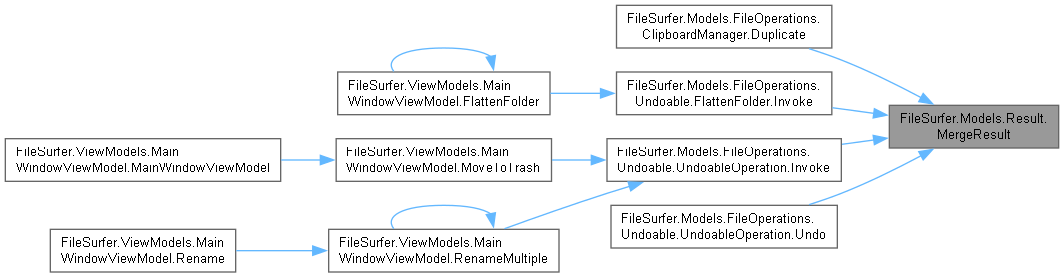 FileSurfer.Models.FileOperations.
ClipboardManager.Duplicate
FileSurfer.ViewModels.Main
WindowViewModel.FlattenFolder
FileSurfer.Models.FileOperations.
Undoable.FlattenFolder.Invoke
FileSurfer.Models.Result.
MergeResult
FileSurfer.ViewModels.Main
WindowViewModel.MainWindowViewModel
FileSurfer.ViewModels.Main
WindowViewModel.MoveToTrash
FileSurfer.Models.FileOperations.
Undoable.UndoableOperation.Invoke
FileSurfer.Models.FileOperations.
Undoable.UndoableOperation.Undo
FileSurfer.ViewModels.Main
WindowViewModel.Rename
FileSurfer.ViewModels.Main
WindowViewModel.RenameMultiple